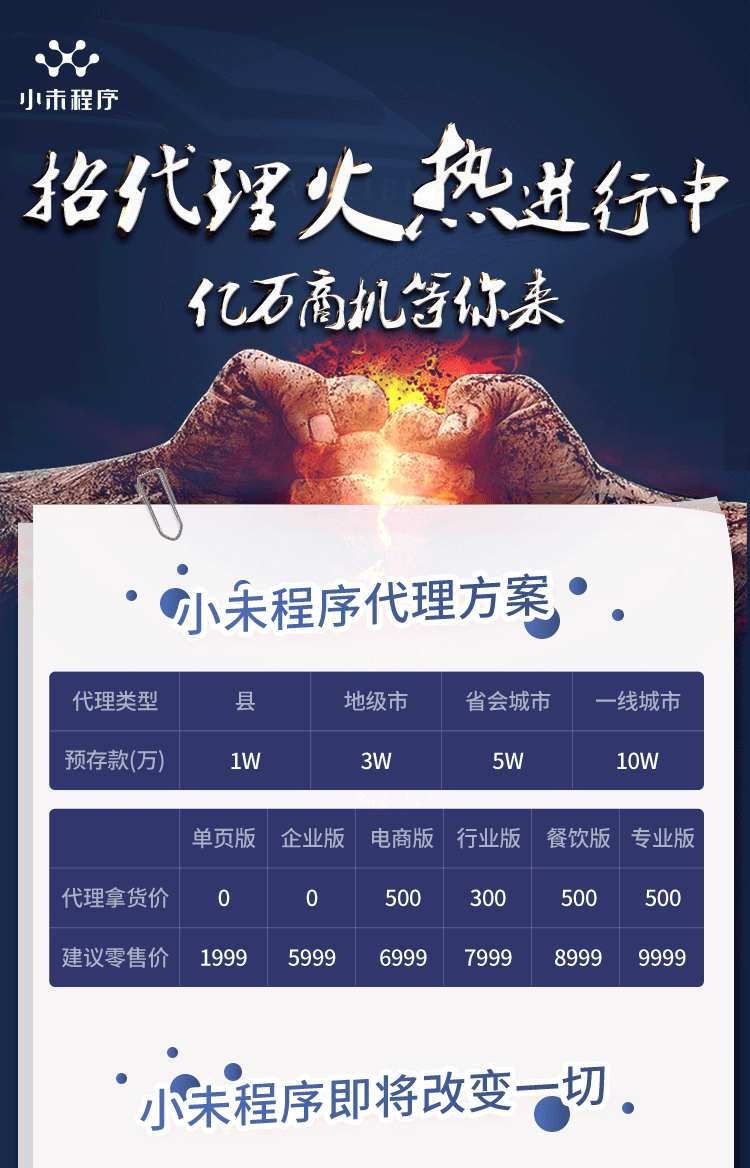 小未程序
招代理火热进行中
亿万商机等你来
小未程序代理方案
代理类型 县 地级市 省会城市 一线城市
预存款(万) 1W 3W 5W 10W
单页版 企业版 电商版 行业版 餐饮版 专业版
代理拿货价 0 0 500 300 500 500
建议零售价 1999 5999 6999 7999 8999 9999
小未程序即将改变一切